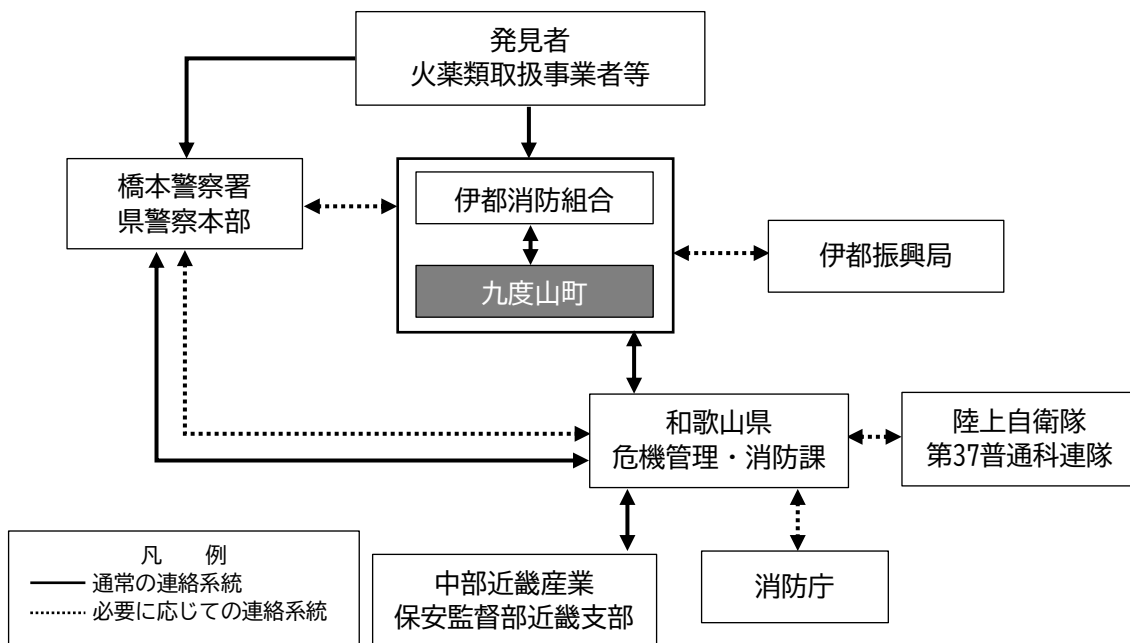 発見者
火薬類取扱事業者等
橋本警察署
県警察本部
伊都消防組合
九度山町
伊都振興局
和歌山県
危機管理・消防課
陸上自衛隊
第37普通科連隊
凡　　例
通常の連絡系統
必要に応じての連絡系統
中部近畿産業
保安監督部近畿支部
消防庁